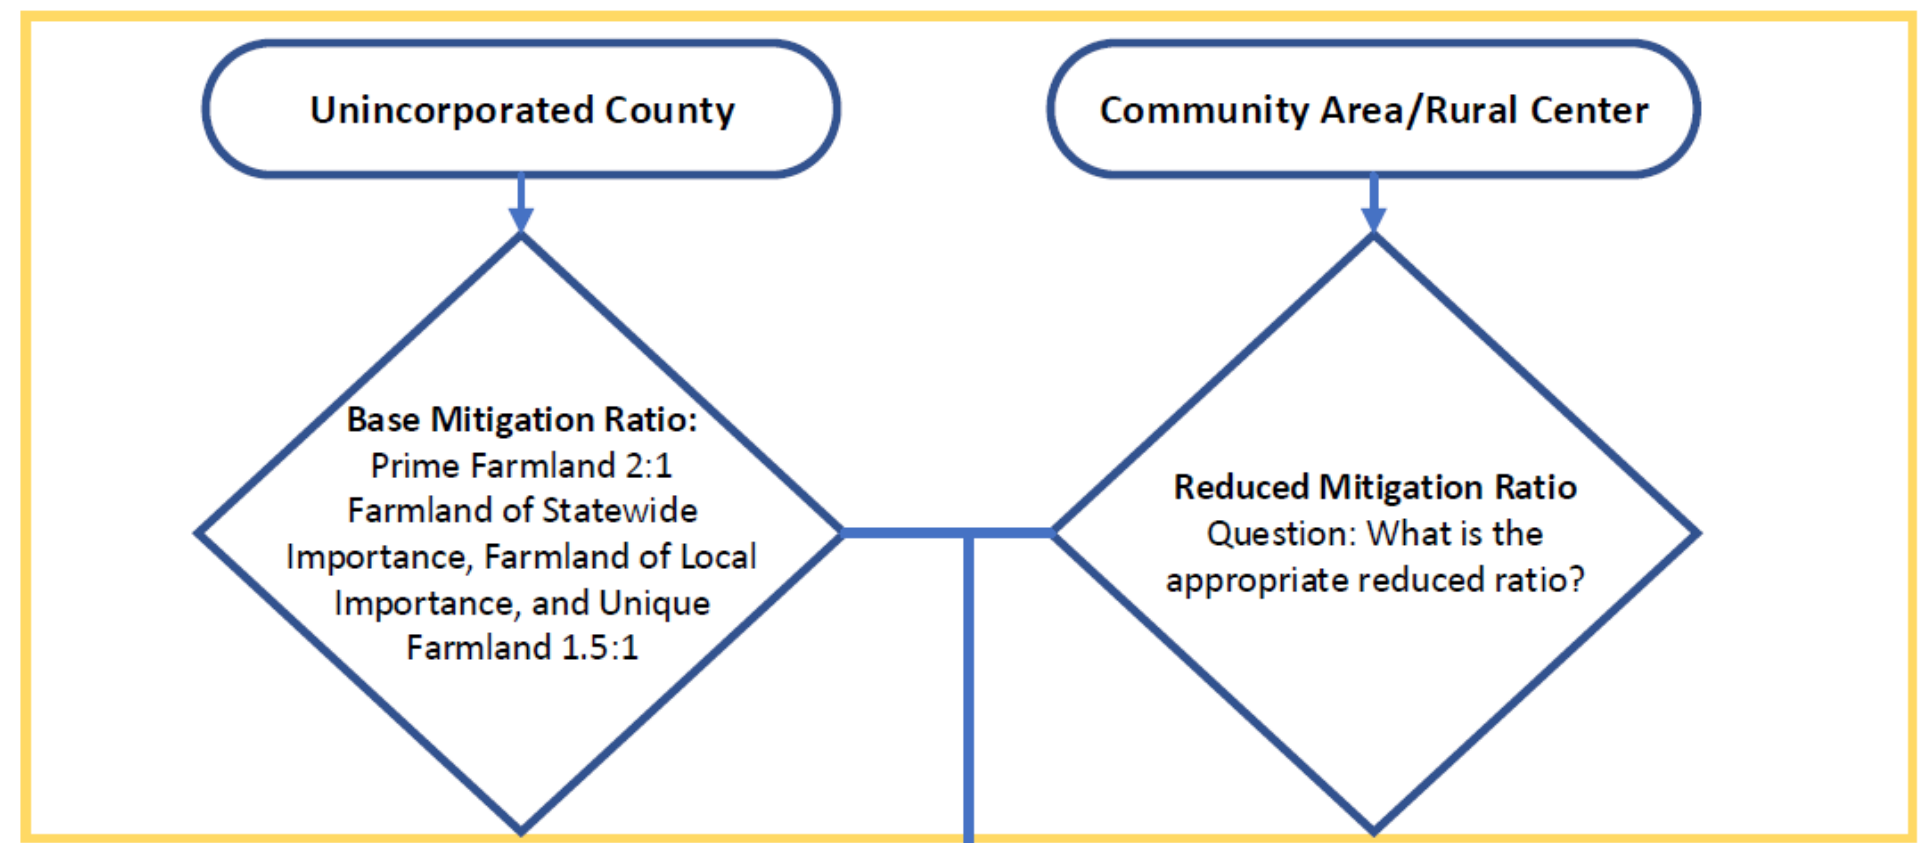 Unincorporated County
Community Area/Rural Center
Base Mitigation Ratio:
Prime Farmland 2:1
Farmland of Statewide
Importance, Farmland of Local
Importance, and Unique
Farmland 1.5:1
Reduced Mitigation Ratio
Question: What is the
appropriate reduced ratio?